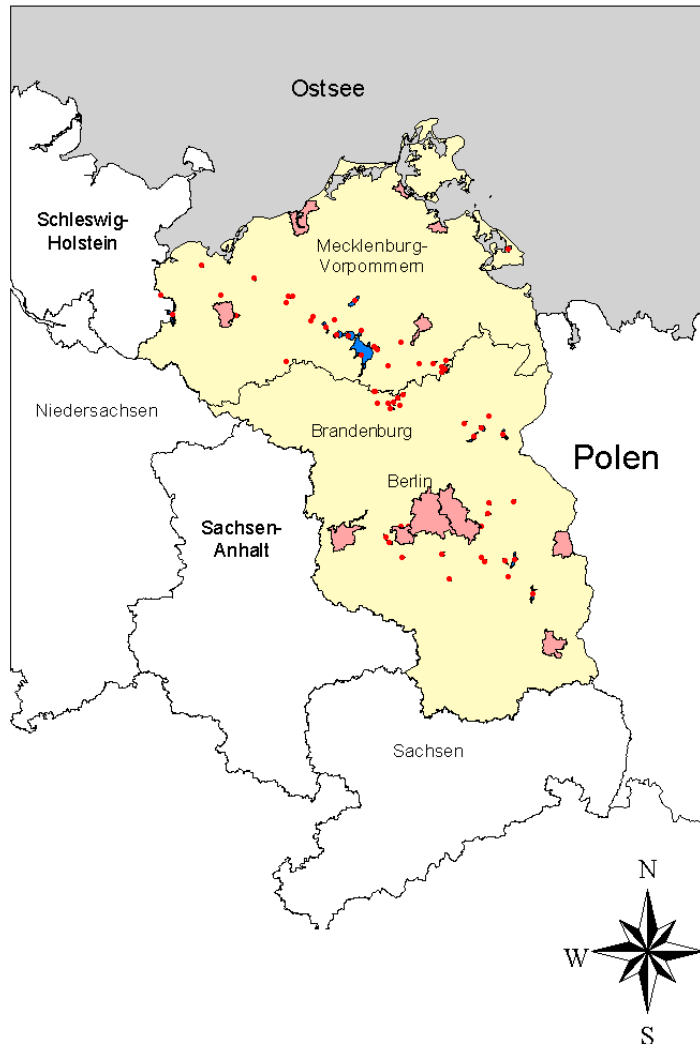 Ostsee
Schleswig-
Holstein
Mecklenburg-
Vorpommern
Niedersachsen
Brandenburg
Polen
Berlin
Sachsen-
Anhalt
Sachsen
N
W
S